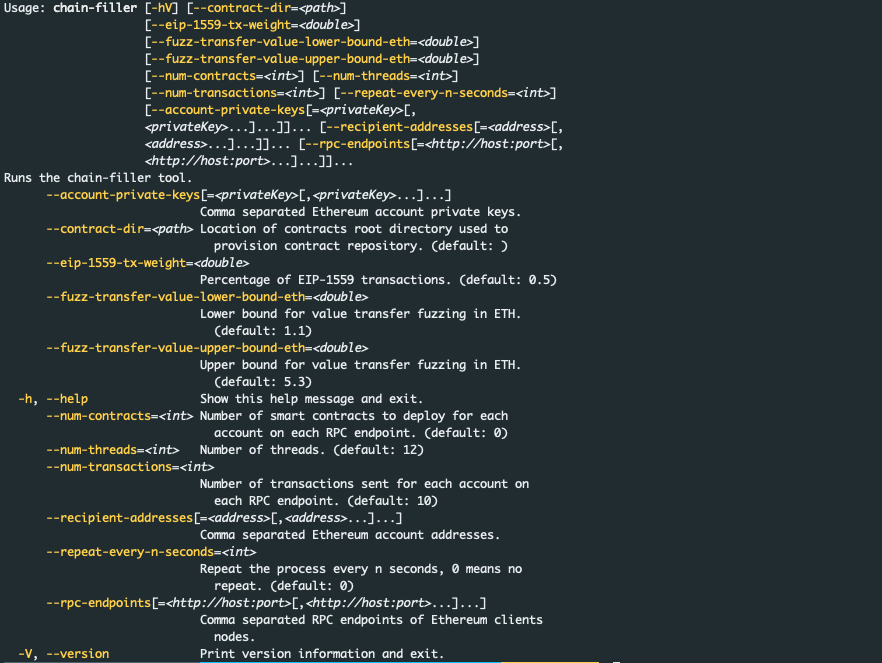 Usage: chain-filler [-hV] [--contract-dir=<path>]
[--eip-1559-tx-weight=<double>]
[--fuzz-transfer-value-lower-bound-eth=<double>]
[--fuzz-transfer-value-upper-bound-eth=<double>]
[--num-contracts=<int>] [--num-threads=<int>]
[--num-transactions=<int>] [--repeat-every-n-seconds=<int>]
[--account-private-keys[=<privateKey>[,
<privateKey>...]...]]... [--recipient-addresses[=<address>[,
<address>...]...]]... [--rpc-endpoints[=<http://host:port>[,
<http://host:port>...]...]]...
Runs the chain-filler tool.
--account-private-keys[=<privateKey>[,<privateKey>...]...]
Comma separated Ethereum account private keys.
--contract-dir=<path> Location of contracts root directory used to
provision contract repository. (default: )
--eip-1559-tx-weight=<double>
Percentage of EIP-1559 transactions. (default: 0.5)
--fuzz-transfer-value-lower-bound-eth=<double>
Lower bound for value transfer fuzzing in ETH.
(default: 1.1)
--fuzz-transfer-value-upper-bound-eth=<double>
Upper bound for value transfer fuzzing in ETH.
(default: 5.3)
-h, --help Show this help message and exit.
--num-contracts=<int> Number of smart contracts to deploy for each
account on each RPC endpoint. (default: 0)
--num-threads=<int> Number of threads. (default: 12)
--num-transactions=<int>
Number of transactions sent for each account on
each RPC endpoint. (default: 10)
--recipient-addresses[=<address>[,<address>...]...]
Comma separated Ethereum account addresses.
--repeat-every-n-seconds=<int>
Repeat the process every n seconds, 0 means no
repeat. (default: 0)
--rpc-endpoints[=<http://host:port>[,<http://host:port>...]...]
Comma separated RPC endpoints of Ethereum clients
nodes.
-V, --version Print version information and exit.